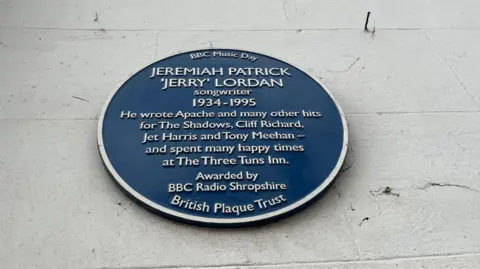 BBC Music Day
JEREMIAH PATRICK
'JERRY' LORDAN
songwriter
1934-1995
He wrote Apache and many other hits
for The Shadows, Cliff Richard,
Jet Harris and Tony Meehan –
and spent many happy times
at The Three Tuns Inn.
Awarded by
BBC Radio Shropshire
British Plaque Trust